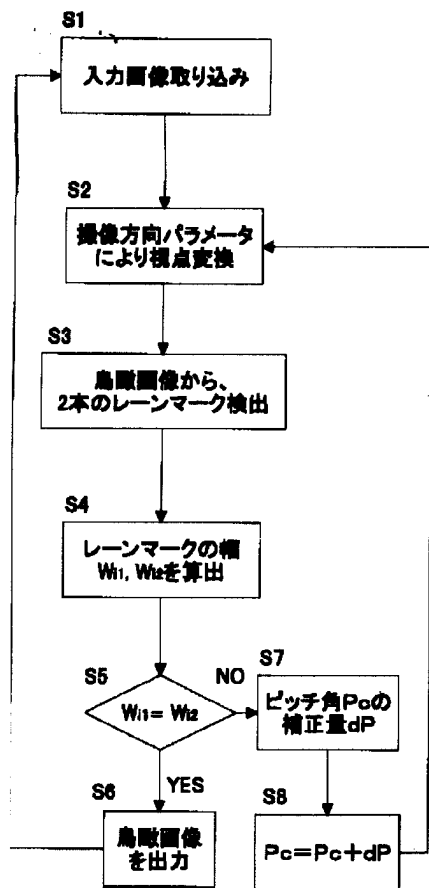 S1
入力画像取り込み
S2
撮像方向パラメータ
により視点変換
S3
鳥瞰画像から、
2本のレーンマーク検出
S4
レーンマークの幅
Wi1, Wi2を算出
S5
Wi1= Wi2
NO
YES
S6
鳥瞰画像
を出力
S7
ピッチ角Pcの
補正量dP
S8
Pc=Pc+dP